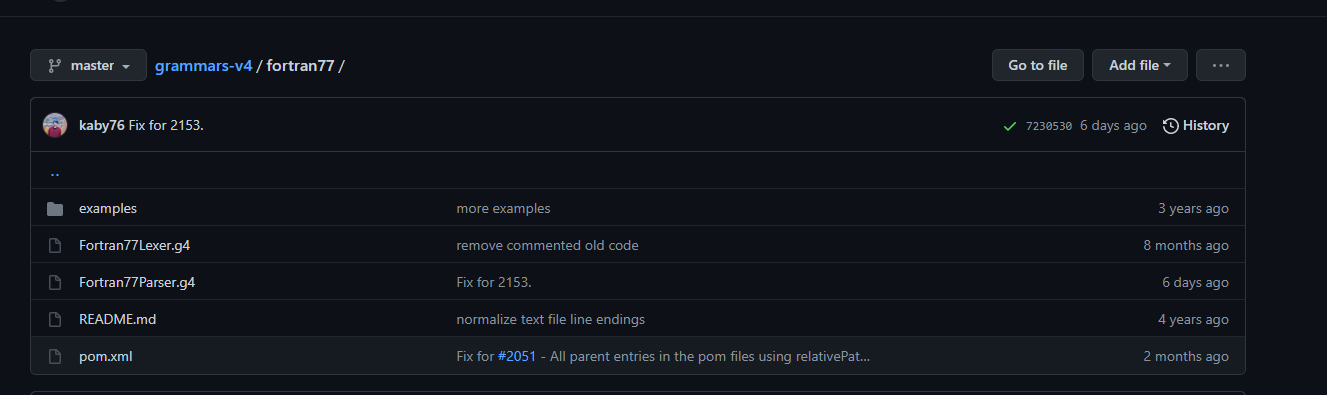 master grammars-v4 / fortran77 / Go to file Add file ...
kaby76 Fix for 2153. 7230530 6 days ago History
..
examples more examples 3 years ago
Fortran77Lexer.g4 remove commented old code 8 months ago
Fortran77Parser.g4 Fix for 2153. 6 days ago
README.md normalize text file line endings 4 years ago
pom.xml Fix for #2051 - All parent entries in the pom files using relativePat... 2 months ago